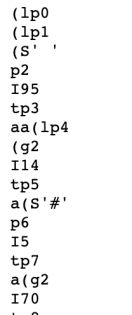 (lp0
(lp1
(S' '
p2
I95
tp3
aa(lp4
(g2
I14
tp5
a(S'#'
p6
I5
tp7
a(g2
I70